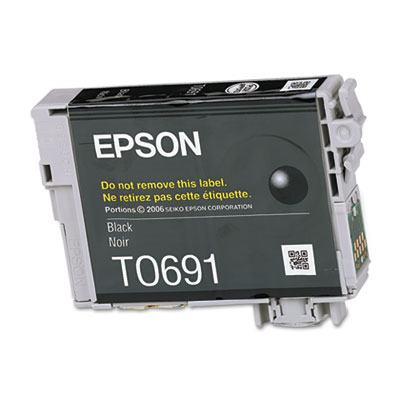 EPSON
Do not remove this label.
Ne retirez pas cette étiquette.
Portions © 2006 SEIKO EPSON CORPORATION
Black
Noir
T0691